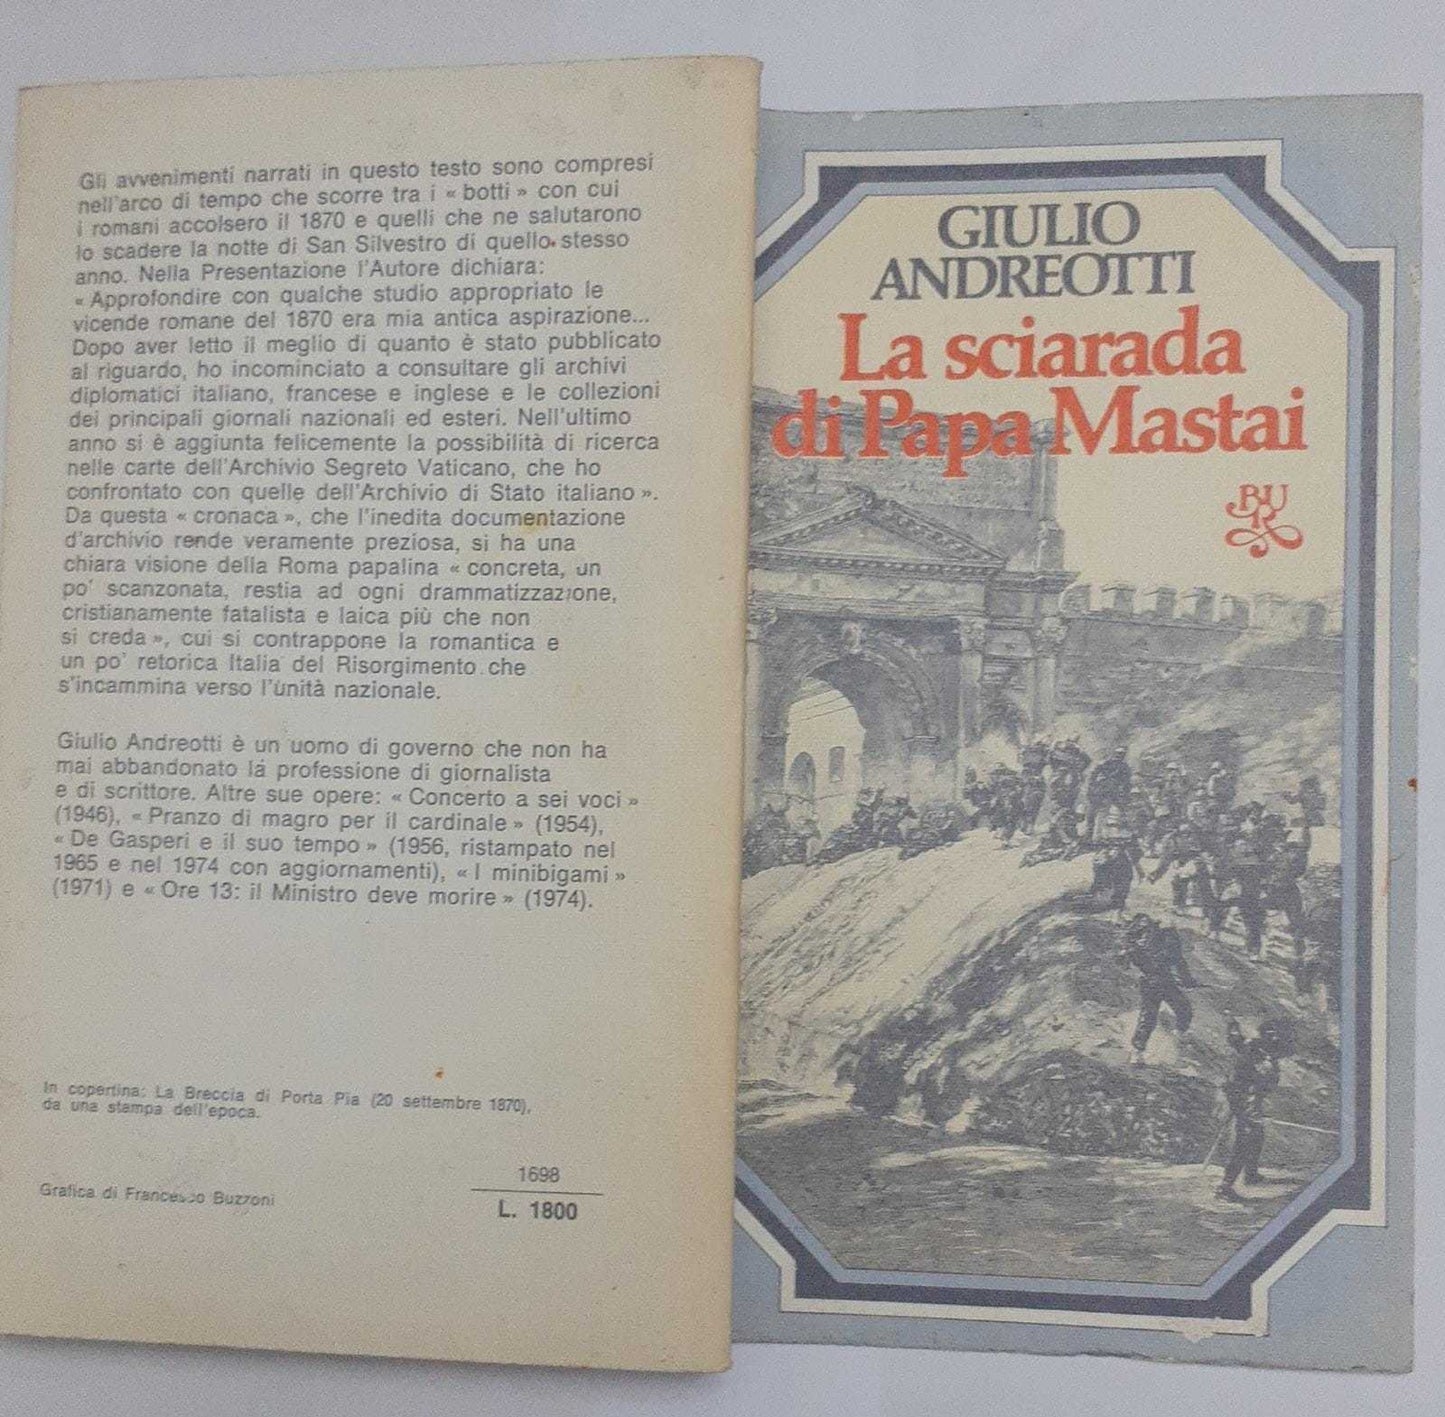 Gli avvenimenti narrati in questo testo sono compresi
nell'arco di tempo che scorre tra i « botti » con cui
i romani accolsero il 1870 e quelli che ne salutarono
lo scadere la notte di San Silvestro di quello stesso
anno. Nella Presentazione l'Autore dichiara:
« Approfondire con qualche studio appropriato le
vicende romane del 1870 era mia antica aspirazione...
Dopo aver letto il meglio di quanto è stato pubblicato
al riguardo, ho incominciato a consultare gli archivi
diplomatici italiano, francese e inglese e le collezioni
dei principali giornali nazionali ed esteri. Nell'ultimo
anno si è aggiunta felicemente la possibilità di ricerca
nelle carte dell'Archivio Segreto Vaticano, che ho
confrontato con quelle dell'Archivio di Stato italiano ».
Da questa « cronaca », che l'inedita documentazione
d'archivio rende veramente preziosa, si ha una
chiara visione della Roma papalina « concreta, un
po' scanzonata, restia ad ogni drammatizzazione,
cristianamente fatalista e laica più che non
si creda », cui si contrappone la romantica e
un po' retorica Italia del Risorgimento che
s'incammina verso l'unità nazionale.
Giulio Andreotti è un uomo di governo che non ha
mai abbandonato la professione di giornalista
e di scrittore. Altre sue opere: « Concerto a sei voci »
(1946), « Pranzo di magro per il cardinale » (1954),
« De Gasperi e il suo tempo » (1956, ristampato nel
1965 e nel 1974 con aggiornamenti), « I minibigami »
(1971) e « Ore 13: il Ministro deve morire » (1974).
In copertina: La Breccia di Porta Pia (20 settembre 1870),
da una stampa dell'epoca.
Grafica di Francesco Buzzoni
1698
L. 1800
GIULIO
ANDREOTTI
La sciarada
di Papa Mastai
BUR